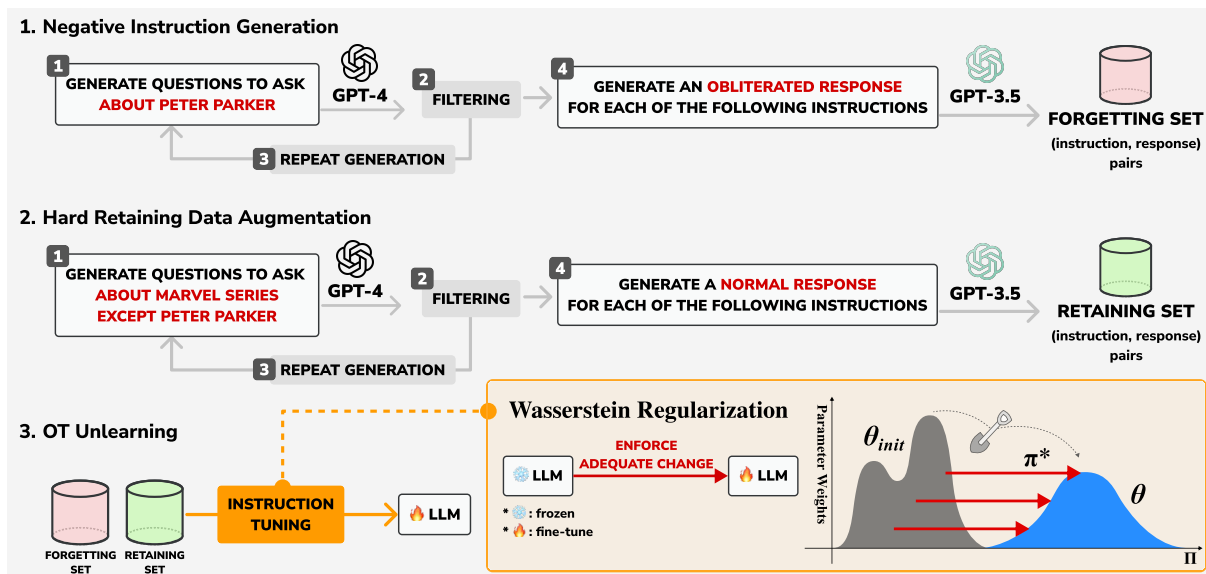 1. Negative Instruction Generation
1
GENERATE QUESTIONS TO ASK
ABOUT PETER PARKER
GPT-4
2
FILTERING
3
REPEAT GENERATION
4
GENERATE AN OBLITERATED RESPONSE
FOR EACH OF THE FOLLOWING INSTRUCTIONS
GPT-3.5
FORGETTING SET
(instruction, response)
pairs
2. Hard Retaining Data Augmentation
1
GENERATE QUESTIONS TO ASK
ABOUT MARVEL SERIES
EXCEPT PETER PARKER
GPT-4
2
FILTERING
3
REPEAT GENERATION
4
GENERATE A NORMAL RESPONSE
FOR EACH OF THE FOLLOWING INSTRUCTIONS
GPT-3.5
RETAINING SET
(instruction, response)
pairs
3. OT Unlearning
FORGETTING
SET
RETAINING
SET
INSTRUCTION
TUNING
LLM
Wasserstein Regularization
LLM
ENFORCE
ADEQUATE CHANGE
LLM
* : frozen
* : fine-tune
Parameter Weights
θinit
π*
θ
Π